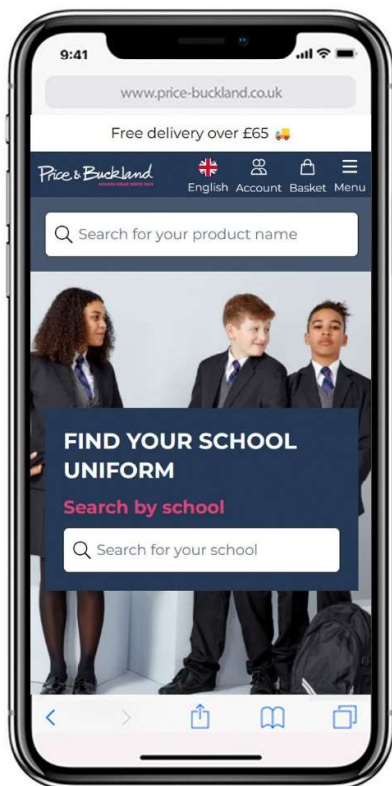 9:41
www.price-buckland.co.uk
Free delivery over £65 🚚
Price & Buckland
English Account Basket Menu
Search for your product name
FIND YOUR SCHOOL
UNIFORM
Search by school
Search for your school